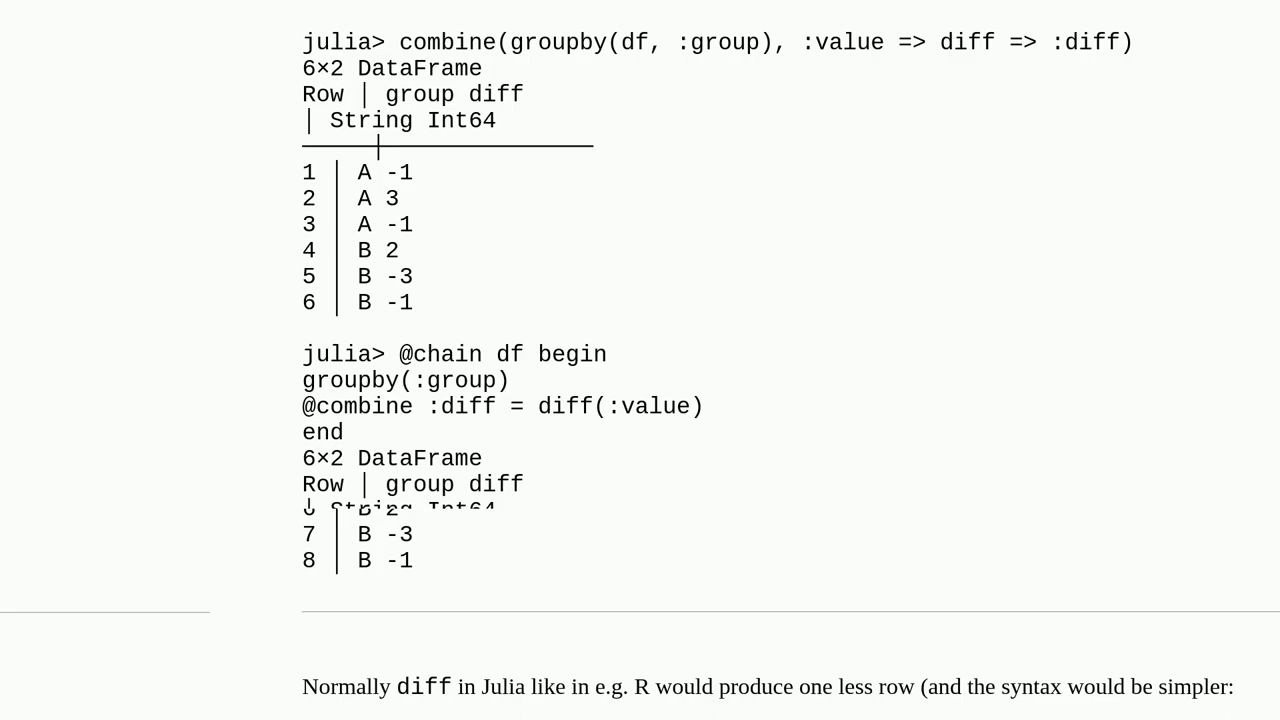 julia> combine(groupby(df, :group), :value => diff => :diff)
6×2 DataFrame
Row │ group diff
│ String Int64
─────┼───────────────
1 │ A -1
2 │ A 3
3 │ A -1
4 │ B 2
5 │ B -3
6 │ B -1
julia> @chain df begin
groupby(:group)
@combine :diff = diff(:value)
end
6×2 DataFrame
Row │ group diff
7 │ B -3
8 │ B -1
Normally diff in Julia like in e.g. R would produce one less row (and the syntax would be simpler: